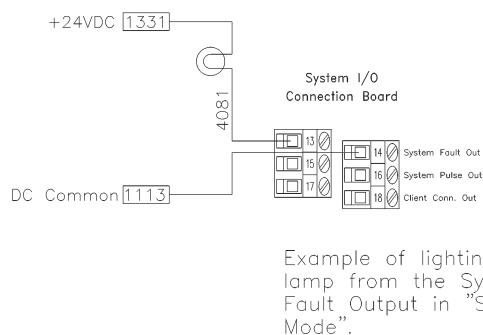 +24VDC 1331
System I/O
Connection Board
4081
13
14 System Fault Out
15
16 System Pulse Out
17
18 Client Conn. Out
DC Common 1113
Example of lightin
lamp from the Sy
Fault Output in "S
Mode".